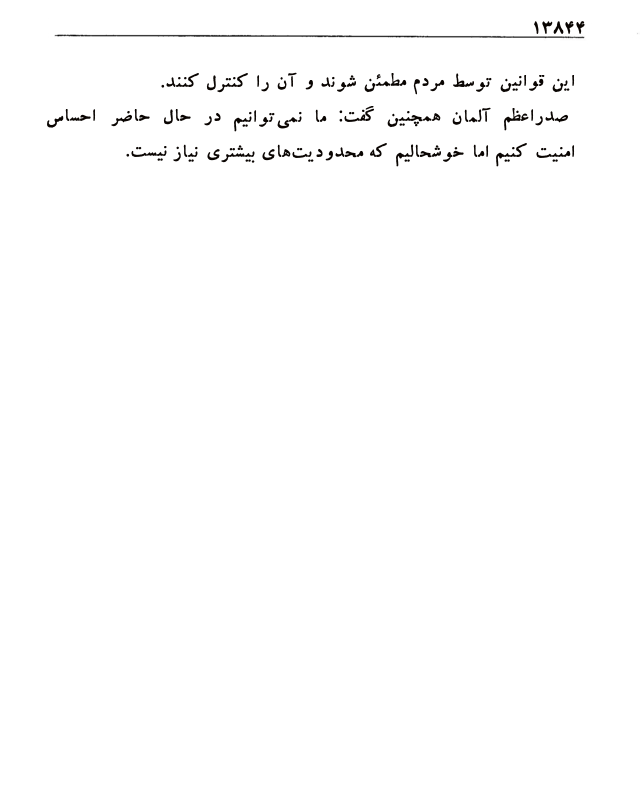 ۱۳۸۴۴
این قوانین توسط مردم مطمئن شوند و آن را کنترل کنند.
صدراعظم آلمان همچنین گفت: ما نمی‌توانیم در حال حاضر احساس
امنیت کنیم اما خوشحالیم که محدودیت‌های بیشتری نیاز نیست.